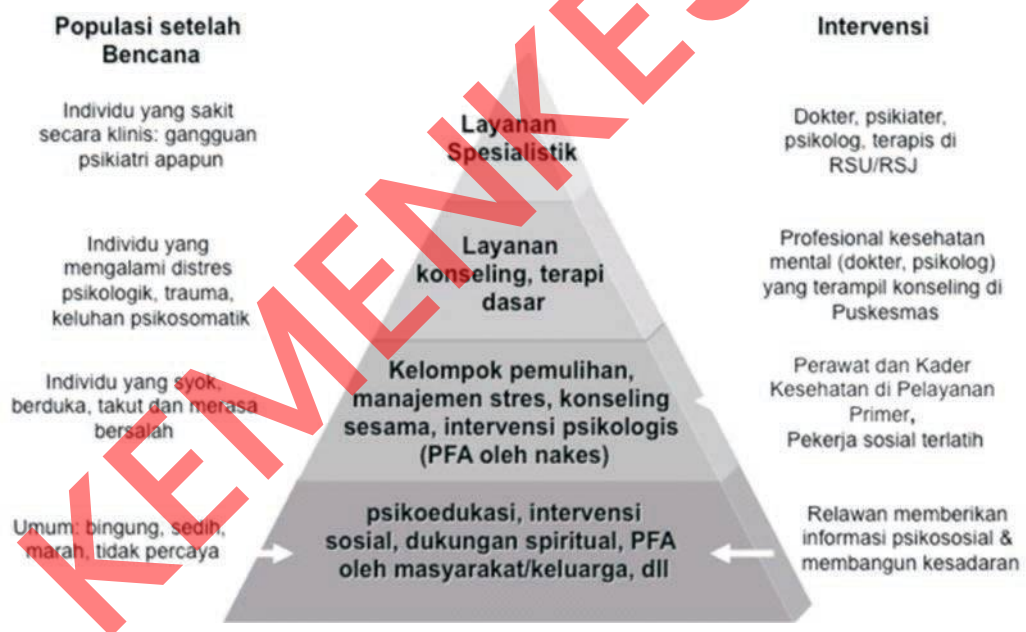 Populasi setelah
Bencana
Intervensi
Individu yang sakit
secara klinis: gangguan
psikiatri apapun
Layanan
Spesialistik
Dokter, psikiater,
psikolog, terapis di
RSU/RSJ
Individu yang
mengalami distres
psikologik, trauma,
keluhan psikosomatik
Layanan
konseling, terapi
dasar
Profesional kesehatan
mental (dokter, psikolog)
yang terampil konseling di
Puskesmas
Individu yang syok,
berduka, takut dan merasa
bersalah
Kelompok pemulihan,
manajemen stres, konseling
sesama, intervensi psikologis
(PFA oleh nakes)
Perawat dan Kader
Kesehatan di Pelayanan
Primer,
Pekerja sosial terlatih
Umum: bingung, sedih,
marah, tidak percaya
psikoedukasi, intervensi
sosial, dukungan spiritual, PFA
oleh masyarakat/keluarga, dll
Relawan memberikan
informasi psikososial &
membangun kesadaran
KEMENKES